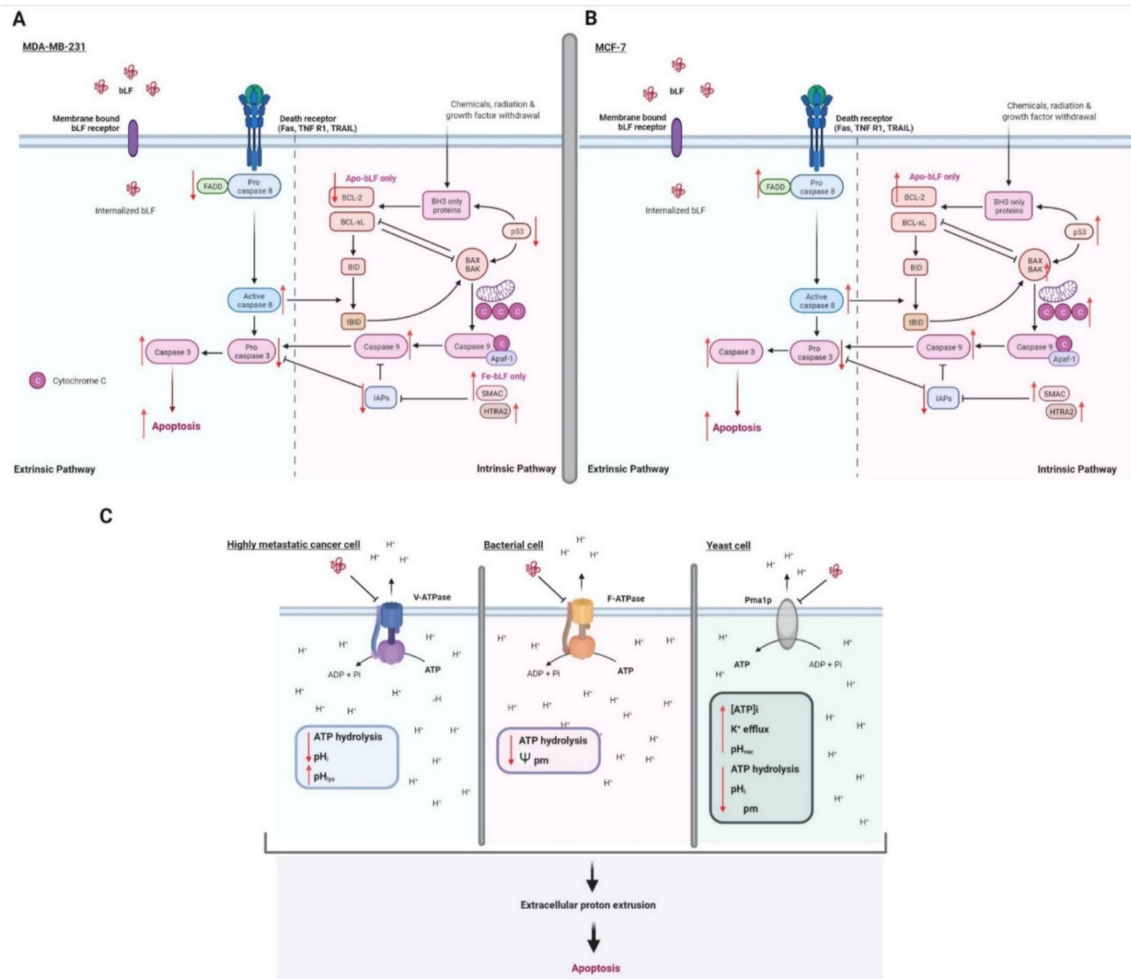 A
MDA-MB-231
bLF
Membrane bound
bLF receptor
Internalized bLF
Death receptor
(Fas, TNF R1, TRAIL)
Chemicals, radiation &
growth factor withdrawal
FADD
Pro
caspase 8
Apo-bLF only
BCL-2
BCL-xL
BH3 only
proteins
p53
BID
BAX
BAK
Active
caspase 8
tBID
C C C
Caspase 3
Pro
caspase 3
Caspase 9
Caspase 9
C
Apaf-1
C Cytochrome C
Fe-bLF only
IAPs
SMAC
HTRA2
Apoptosis
Extrinsic Pathway
Intrinsic Pathway
B
MCF-7
bLF
Membrane bound
bLF receptor
Internalized bLF
Death receptor
(Fas, TNF R1, TRAIL)
Chemicals, radiation &
growth factor withdrawal
FADD
Pro
caspase 8
Apo-bLF only
BCL-2
BCL-xL
BH3 only
proteins
p53
BID
BAX
BAK
Active
caspase 8
tBID
C C C
Caspase 3
Pro
caspase 3
Caspase 9
Caspase 9
C
Apaf-1
IAPs
SMAC
HTRA2
Apoptosis
Extrinsic Pathway
Intrinsic Pathway
C
Highly metastatic cancer cell
H⁺ H⁺ H⁺ H⁺
V-ATPase
H⁺ H⁺ H⁺ H⁺
ADP + Pi
ATP
H⁺ H⁺ H⁺ H⁺ H⁺
ATP hydrolysis
pHᵢ
pHlys
Bacterial cell
H⁺ H⁺ H⁺ H⁺
F-ATPase
H⁺ H⁺ H⁺ H⁺
ADP + Pi
ATP
H⁺ H⁺ H⁺ H⁺ H⁺
ATP hydrolysis
Ψ pm
Yeast cell
H⁺ H⁺ H⁺ H⁺
Pma1p
H⁺ H⁺ H⁺
ATP
ADP + Pi
H⁺ H⁺ H⁺
[ATP]i
K⁺ efflux
pHvac
ATP hydrolysis
pHᵢ
pm
Extracellular proton extrusion
Apoptosis